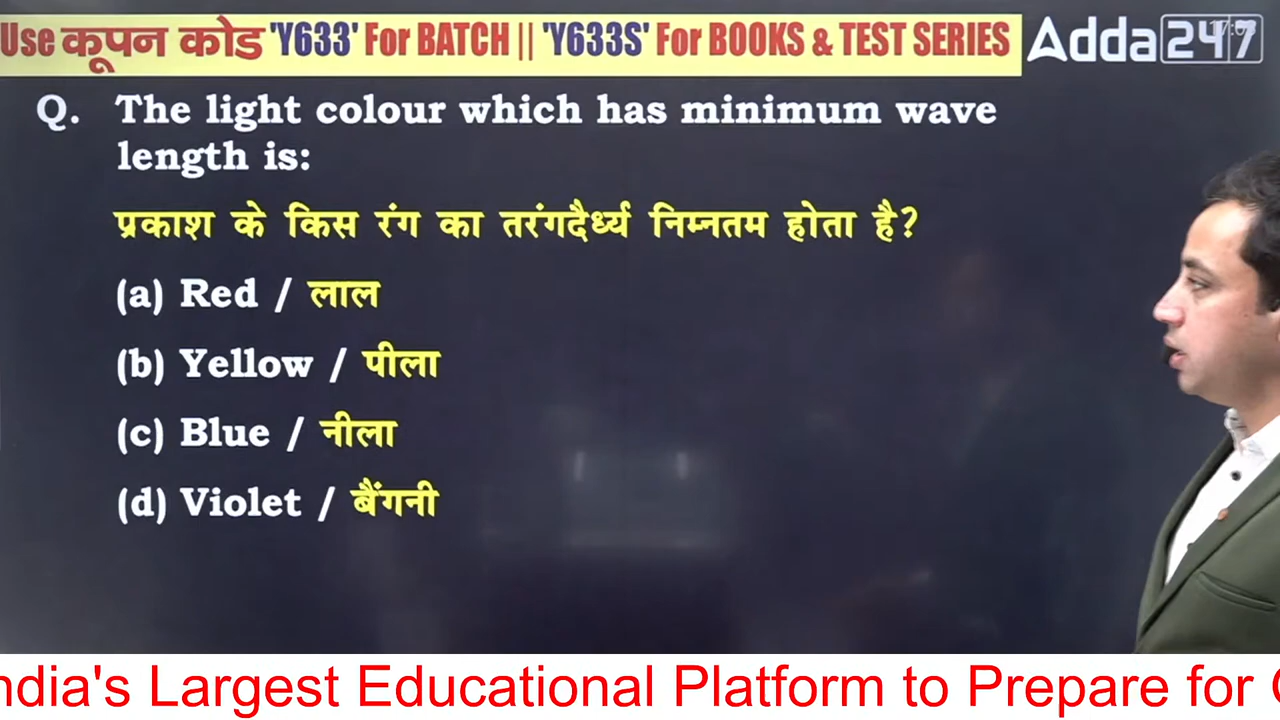 Use कूपन कोड 'Y633' For BATCH || 'Y633S' For BOOKS & TEST SERIES
Adda247
Q. The light colour which has minimum wave
length is:
प्रकाश के किस रंग का तरंगदैर्ध्य निम्नतम होता है?
(a) Red / लाल
(b) Yellow / पीला
(c) Blue / नीला
(d) Violet / बैंगनी
ndia's Largest Educational Platform to Prepare for